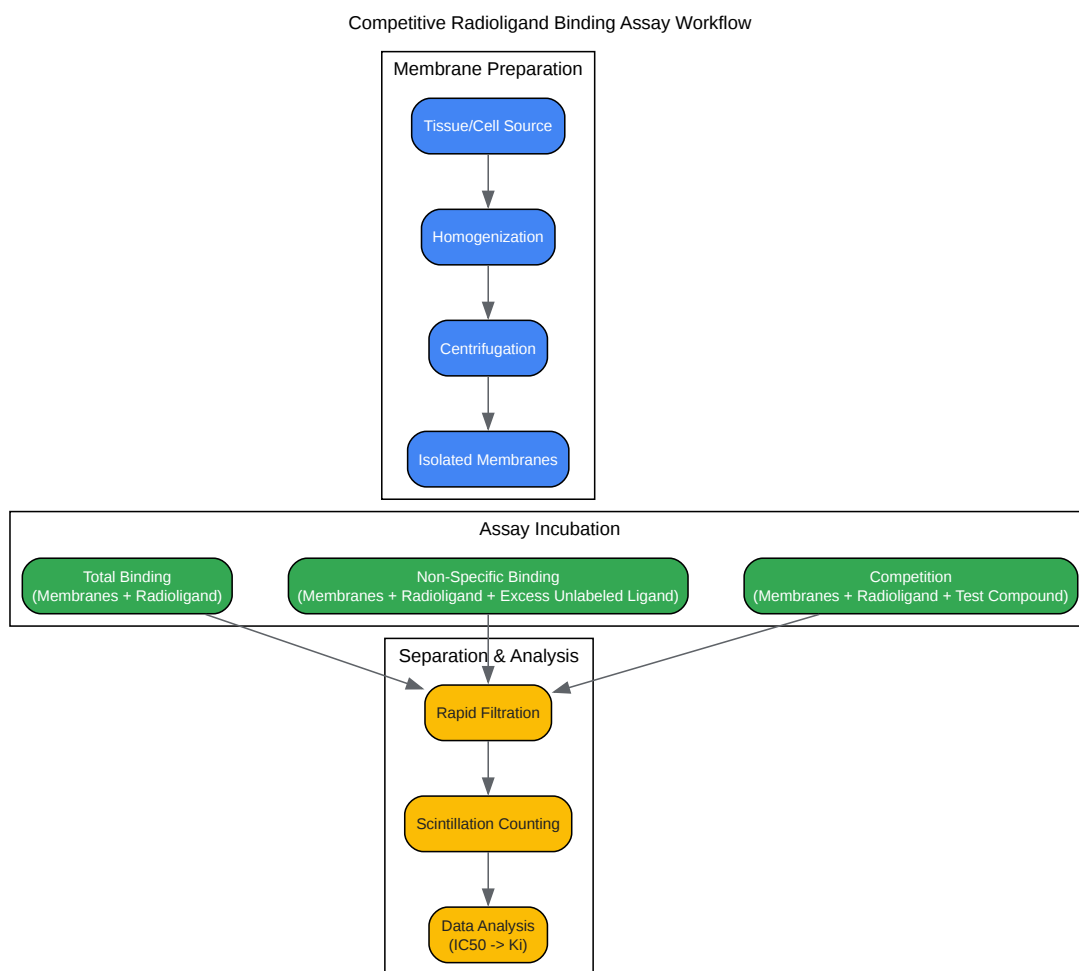 Competitive Radioligand Binding Assay Workflow
Membrane Preparation
Tissue/Cell Source
Homogenization
Centrifugation
Isolated Membranes
Assay Incubation
Total Binding
(Membranes + Radioligand)
Non-Specific Binding
(Membranes + Radioligand + Excess Unlabeled Ligand)
Competition
(Membranes + Radioligand + Test Compound)
Separation & Analysis
Rapid Filtration
Scintillation Counting
Data Analysis
(IC50 -> Ki)